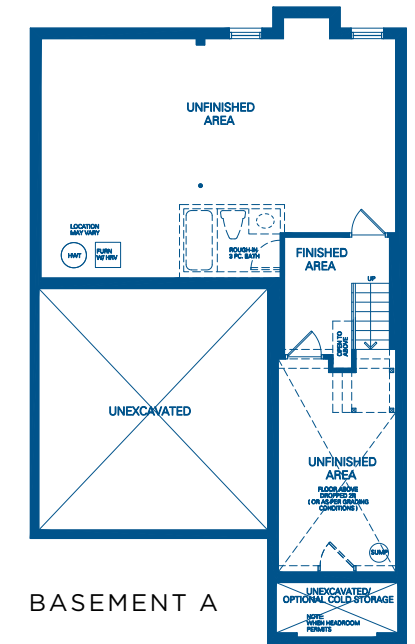 UNFINISHED
AREA
LOCATION
MAY VARY
HWT
FURN
W/ HRV
ROUGH-IN
3 PC. BATH
FINISHED
AREA
UP
OPEN TO
ABOVE
UNEXCAVATED
UNFINISHED
AREA
FLOOR ABOVE
DROPPED 2R
( OR AS PER GRADING
CONDITIONS )
SUMP
UNEXCAVATED/
OPTIONAL COLD STORAGE
NOTE:
WHEN HEADROOM
PERMITS
BASEMENT A